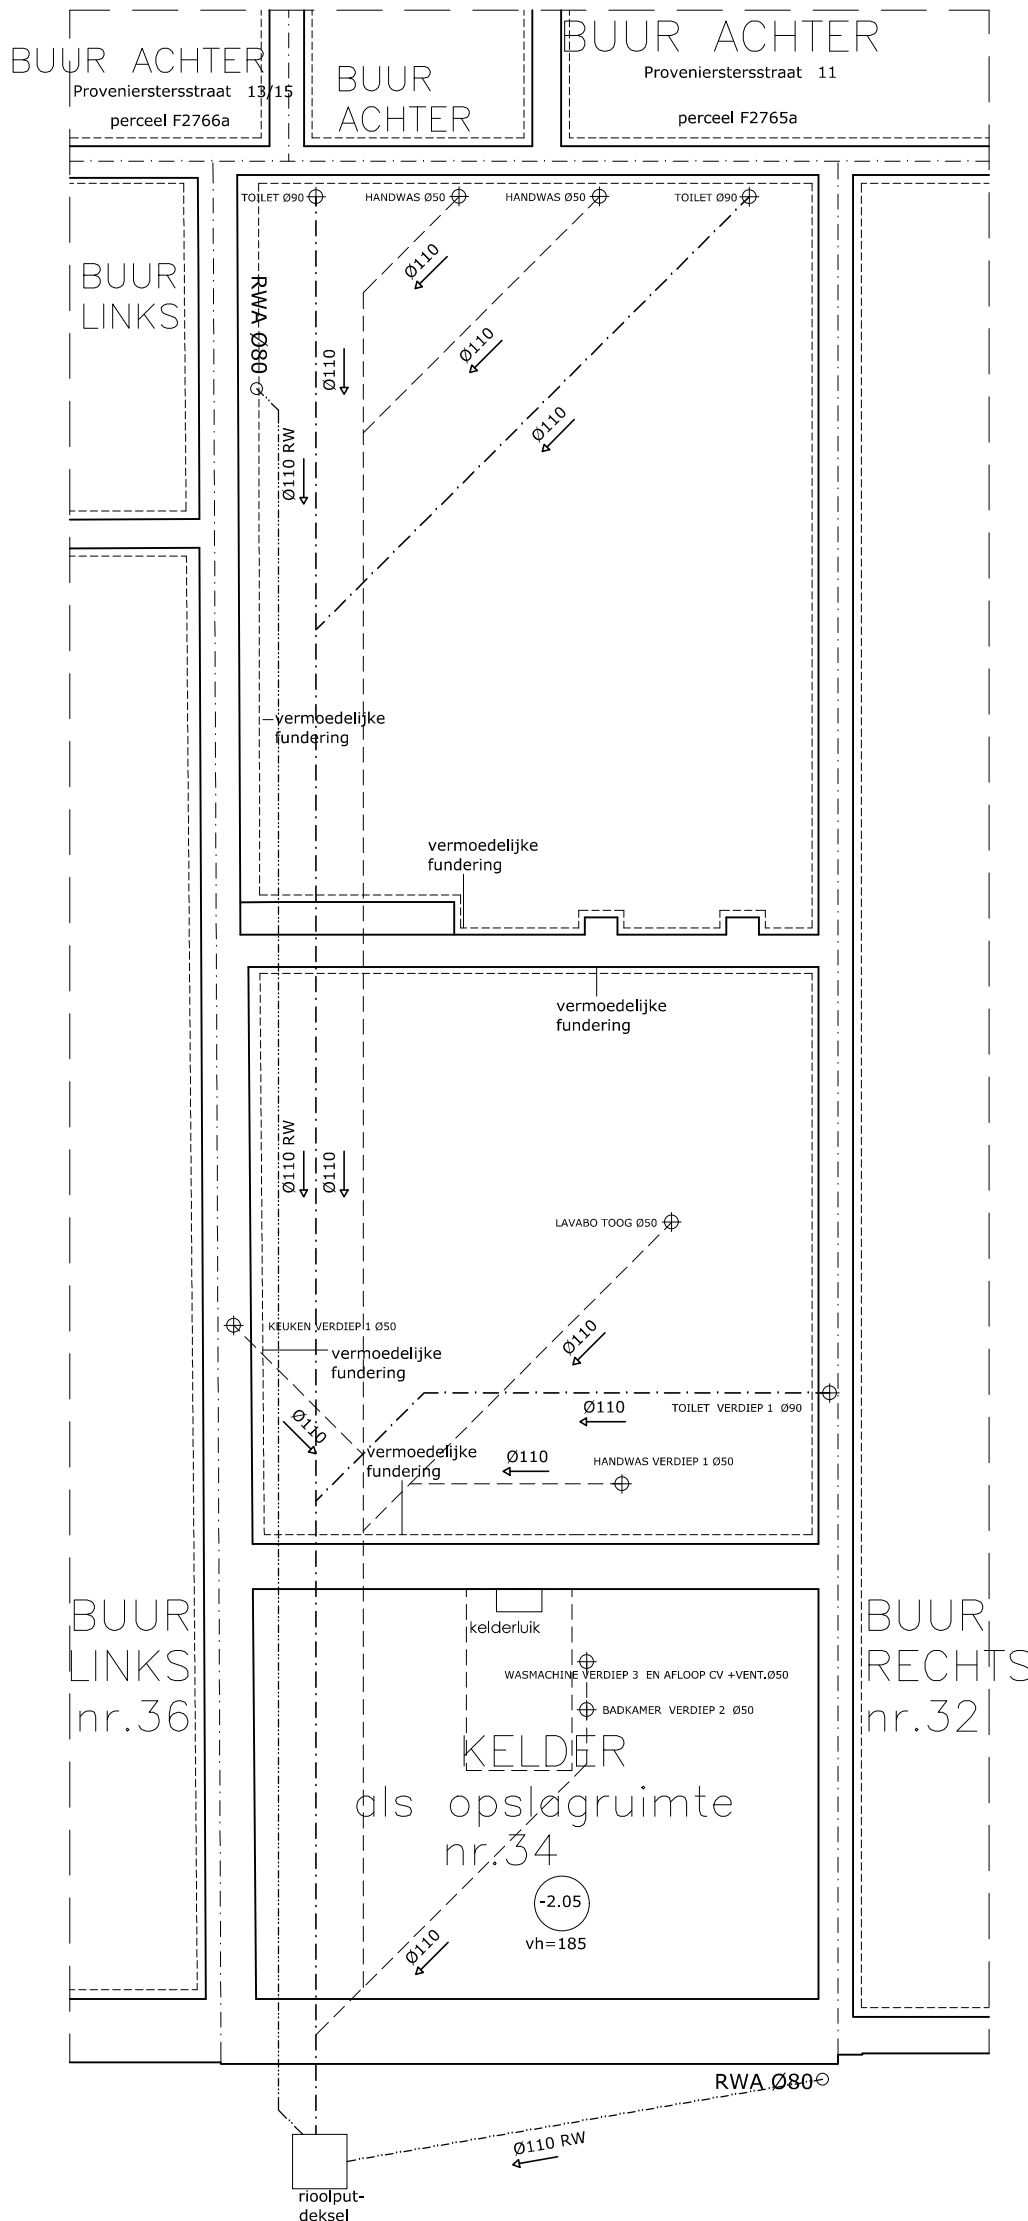 BUUR ACHTER
Provenierstersstraat 13/15
perceel F2766a
BUUR
ACHTER
BUUR ACHTER
Provenierstersstraat 11
perceel F2765a
TOILET Ø90
HANDWAS Ø50
HANDWAS Ø50
TOILET Ø90
BUUR
LINKS
RWA Ø80
Ø110
Ø110
Ø110
Ø110
Ø110 RW
vermoedelijke
fundering
vermoedelijke
fundering
vermoedelijke
fundering
Ø110 RW
Ø110
LAVABO TOOG Ø50
KEUKEN VERDIEP 1 Ø50
vermoedelijke
fundering
Ø110
TOILET VERDIEP 1 Ø90
Ø110
Ø110
vermoedelijke
fundering
Ø110
HANDWAS VERDIEP 1 Ø50
BUUR
LINKS
nr.36
BUUR
RECHTS
nr.32
kelderluik
WASMACHINE VERDIEP 3 EN AFLOOP CV +VENT.Ø50
BADKAMER VERDIEP 2 Ø50
KELDER
als opslagruimte
nr.34
-2.05
vh=185
Ø110
RWA Ø80
Ø110 RW
rioolput-
deksel